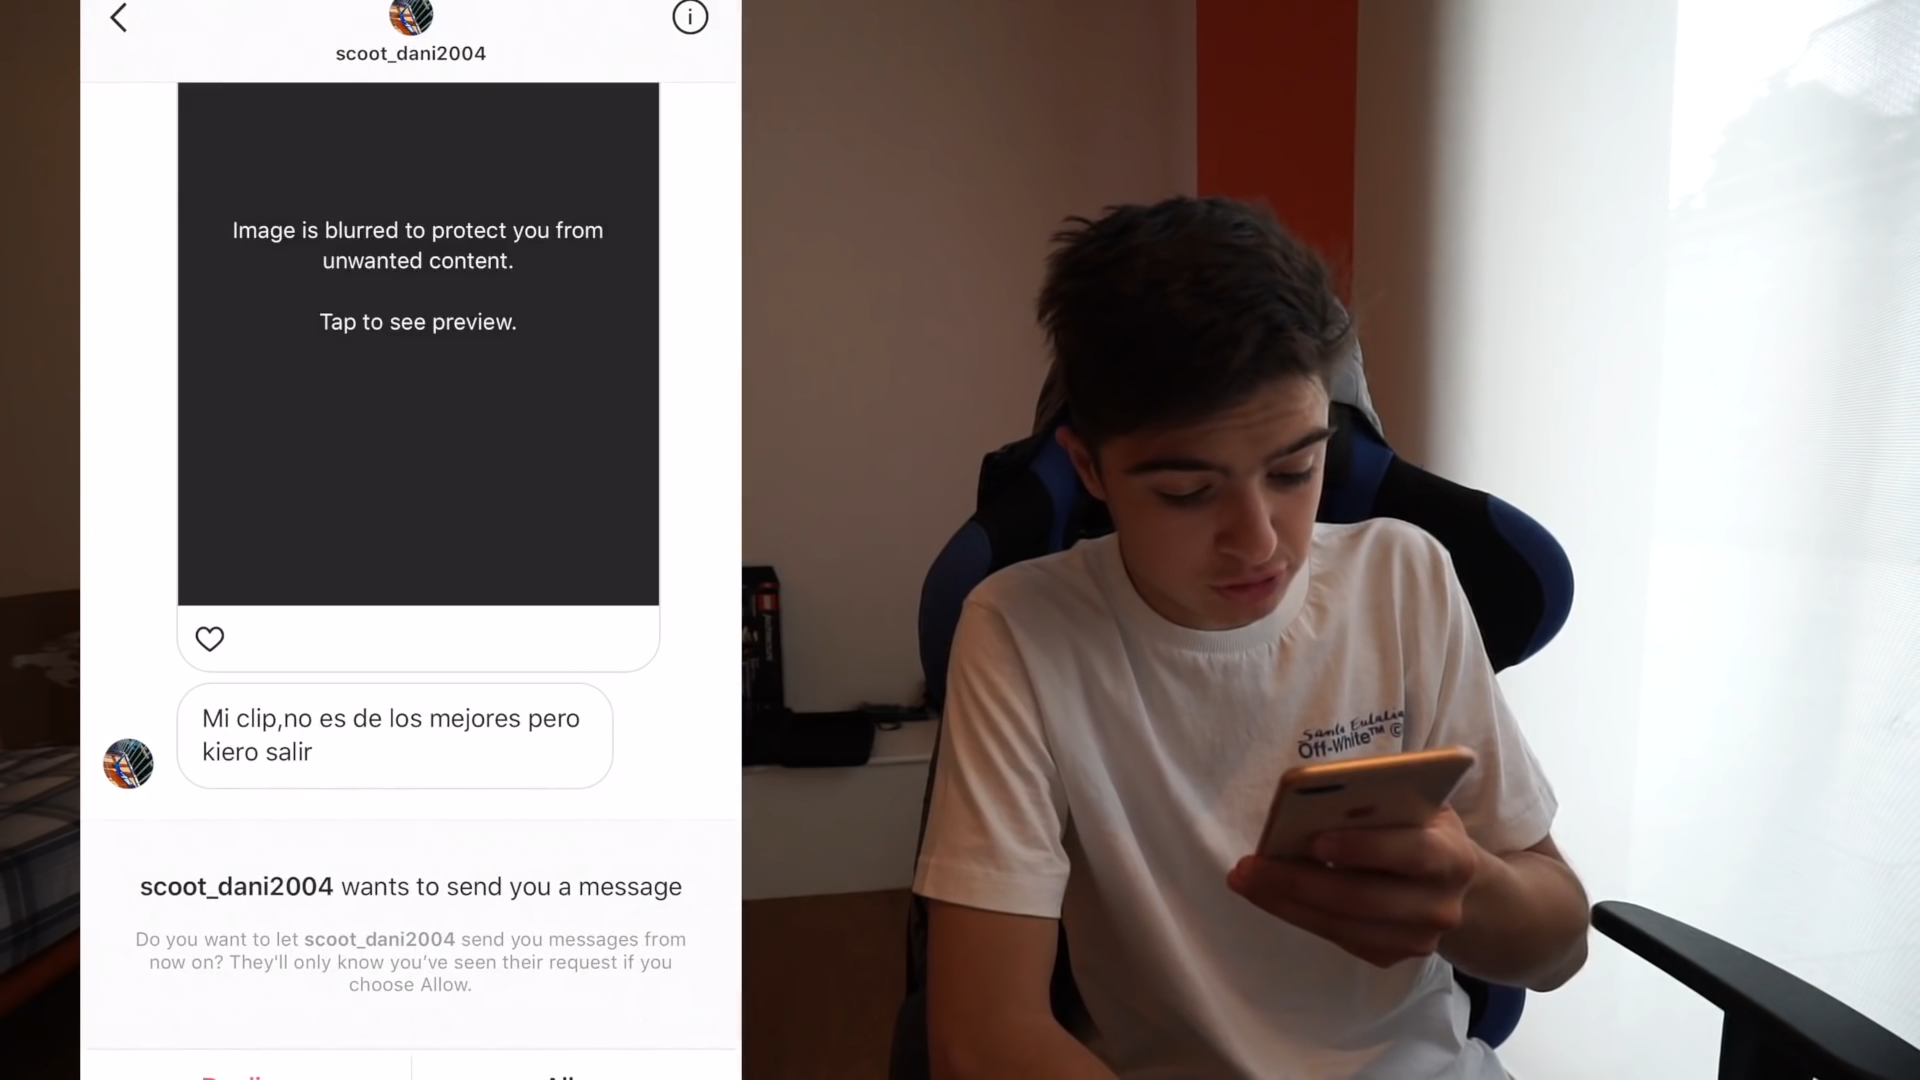 scoot_dani2004
Image is blurred to protect you from
unwanted content.
Tap to see preview.
Mi clip,no es de los mejores pero
kiero salir
scoot_dani2004 wants to send you a message
Do you want to let scoot_dani2004 send you messages from
now on? They'll only know you've seen their request if you
choose Allow.
Santa Eulalia
Off-White™ ©